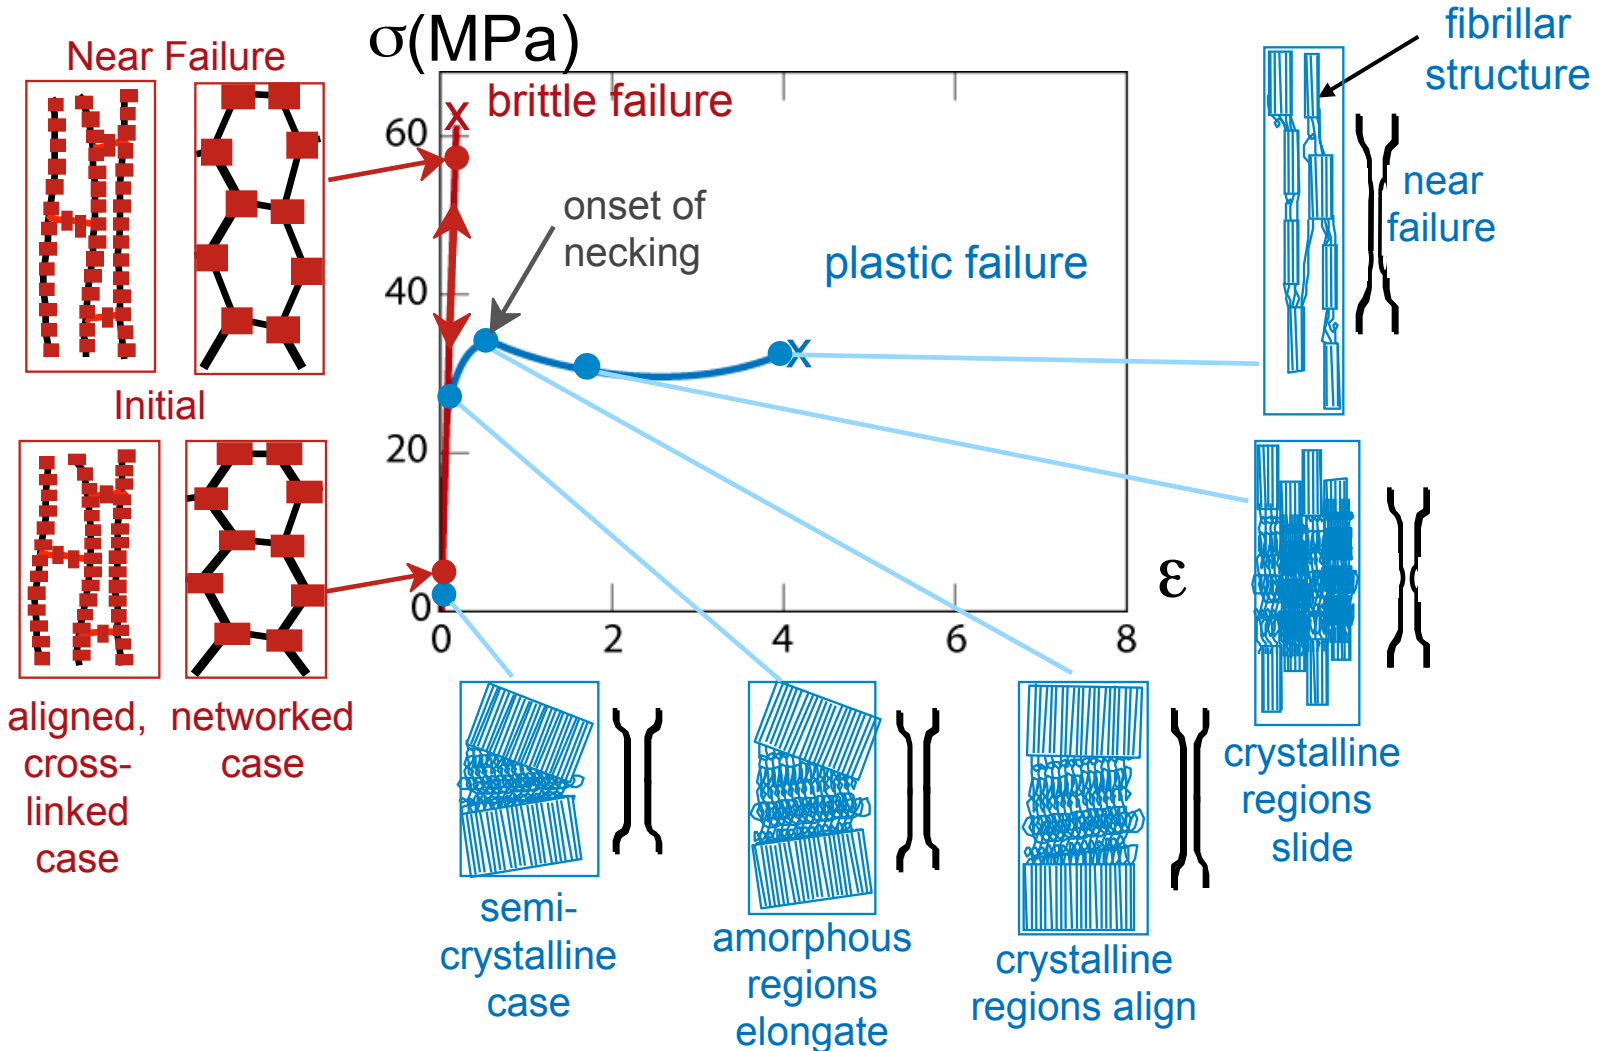 σ(MPa)
Near Failure
fibrillar
structure
x
brittle failure
60
onset of
necking
near
failure
plastic failure
40
x
Initial
20
ε
0
0
2
4
6
8
aligned,
cross-
linked
case
networked
case
crystalline
regions
slide
semi-
crystalline
case
amorphous
regions
elongate
crystalline
regions align